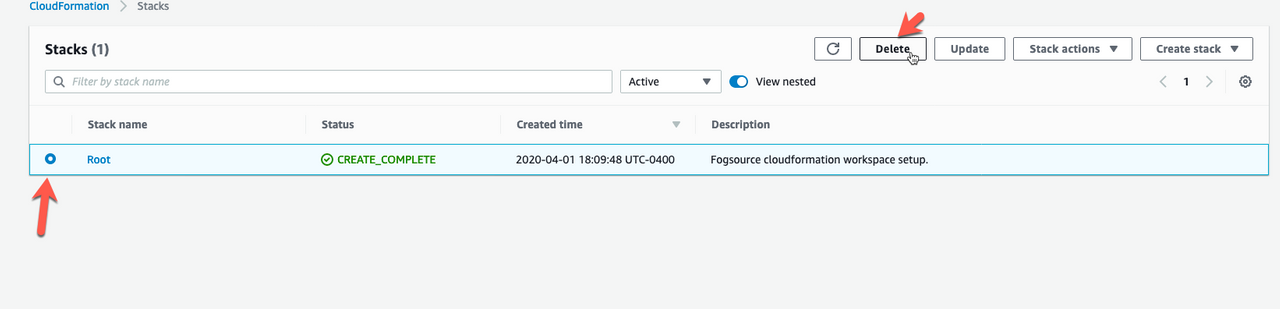 CloudFormation > Stacks
Stacks (1)
Delete
Update
Stack actions
Create stack
Filter by stack name
Active
View nested
1
Stack name Status Created time Description
Root CREATE_COMPLETE 2020-04-01 18:09:48 UTC-0400 Fogsource cloudformation workspace setup.